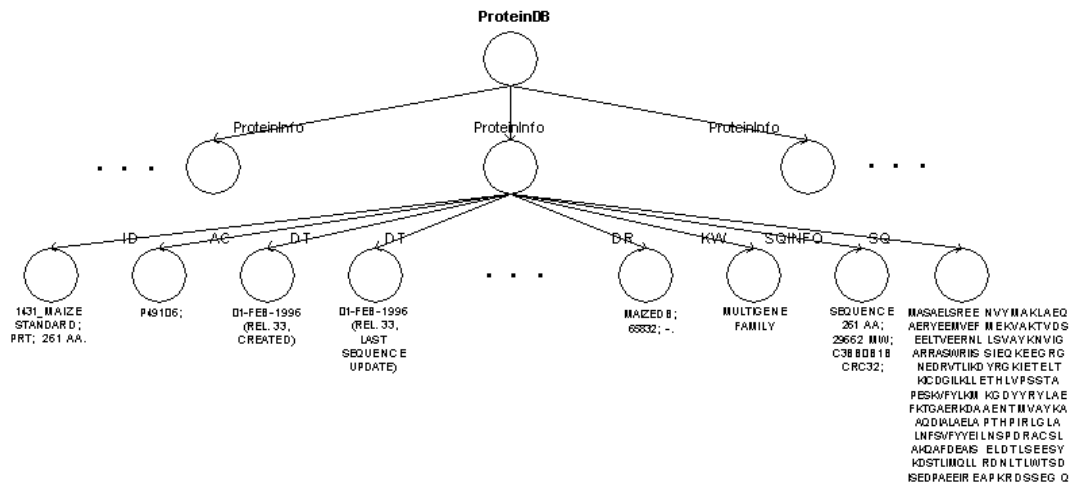 ProteinDB
ProteinInfo ProteinInfo ProteinInfo
. . . . . .
ID AC DT DT DR KW SQINFO SQ
. . .
1431_MAIZE
STANDARD;
PRT; 261 AA.
P49106;
01-FEB-1996
(REL. 33,
CREATED)
01-FEB-1996
(REL. 33,
LAST
SEQUENCE
UPDATE)
MAIZEDB;
65832; -.
MULTIGENE
FAMILY
SEQUENCE
261 AA;
29662 MW;
C3BBDB1B
CRC32;
MASAELSREE NVYMAKLAEQ
AERYEEMVEF MEKVAKTVDS
EELTVEERNL LSVAYKNVIG
ARRASWRIIS SIEQKEEGRG
NEDRVTLIKD YRGKIETELT
KICDGILKLL ETHLVPSSTA
PESKVFYLKM KGDYYRYLAE
FKTGAERKDA AENTMVAYKA
AQDIALAELA PTHPIRLGLA
LNFSVFYYEI LNSPDRACSL
AKQAFDEAIS ELDTLSEESY
KDSTLIMQLL RDNLTLWTSD
ISEDPAEEIR EAPKRDSSEG Q